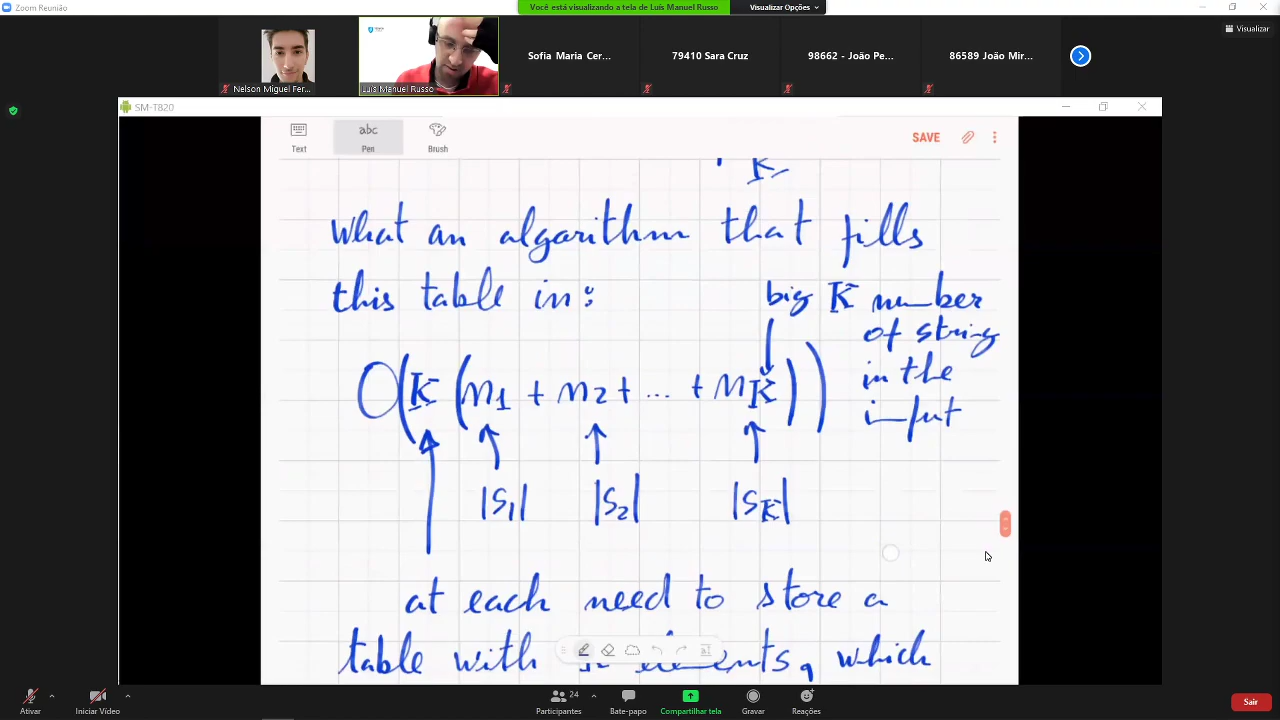 Zoom Reunião
Você está visualizando a tela de Luís Manuel Russo
Visualizar Opções
Visualizar
Nelson Miguel Fer...
Luís Manuel Russo
Sofia Maria Cer...
79410 Sara Cruz
98662 - João Pe...
86589 João Mir...
SM-T820
Text
abc
Pen
Brush
SAVE
K
What an algorithm that fills
this table in:
big K number
of string
in the
input
O(K(n1 + n2 + ... + nK))
|S1| |S2| |SK|
at each need to store a
table with elements, which
Ativar
Iniciar Vídeo
24
Participantes
Bate-papo
Compartilhar tela
Gravar
Reações
Sair